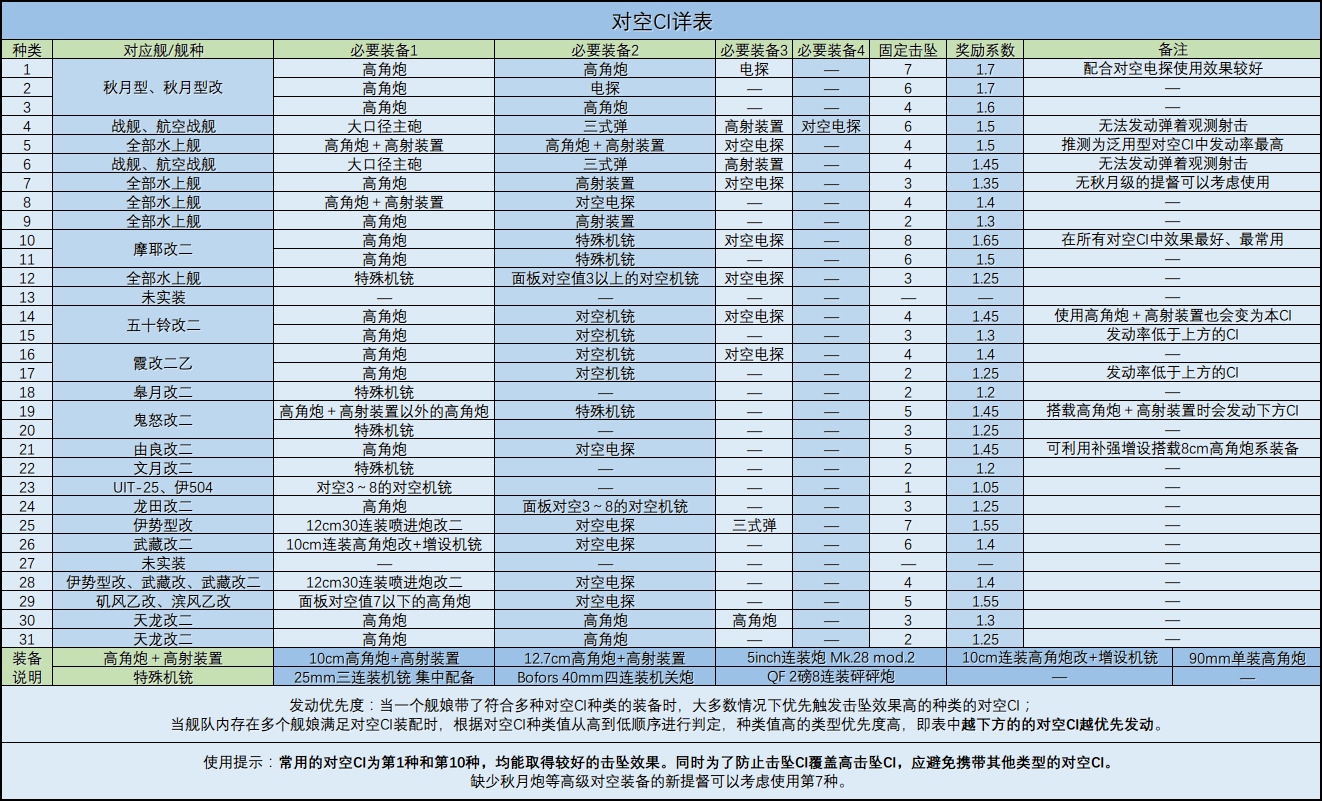 对空CI详表
种类 对应舰/舰种 必要装备1 必要装备2 必要装备3 必要装备4 固定击坠 奖励系数 备注
1 秋月型、秋月型改 高角炮 高角炮 电探 — 7 1.7 配合对空电探使用效果较好
2 高角炮 电探 — — 6 1.7 —
3 高角炮 高角炮 — — 4 1.6 —
4 战舰、航空战舰 大口径主砲 三式弹 高射装置 对空电探 6 1.5 无法发动弹着观测射击
5 全部水上舰 高角炮＋高射装置 高角炮＋高射装置 对空电探 — 4 1.5 推测为泛用型对空CI中发动率最高
6 战舰、航空战舰 大口径主砲 三式弹 高射装置 — 4 1.45 无法发动弹着观测射击
7 全部水上舰 高角炮 高射装置 对空电探 — 3 1.35 无秋月级的提督可以考虑使用
8 全部水上舰 高角炮＋高射装置 对空电探 — — 4 1.4 —
9 全部水上舰 高角炮 高射装置 — — 2 1.3 —
10 摩耶改二 高角炮 特殊机铳 对空电探 — 8 1.65 在所有对空CI中效果最好、最常用
11 高角炮 特殊机铳 — — 6 1.5 —
12 全部水上舰 特殊机铳 面板对空值3以上的对空机铳 对空电探 — 3 1.25 —
13 未实装 — — — — — — —
14 五十铃改二 高角炮 对空机铳 对空电探 — 4 1.45 使用高角炮＋高射装置也会变为本CI
15 高角炮 对空机铳 — — 3 1.3 发动率低于上方的CI
16 霞改二乙 高角炮 对空机铳 对空电探 — 4 1.4 —
17 高角炮 对空机铳 — — 2 1.25 发动率低于上方的CI
18 皋月改二 特殊机铳 — — — 2 1.2 —
19 鬼怒改二 高角炮＋高射装置以外的高角炮 特殊机铳 — — 5 1.45 搭载高角炮＋高射装置时会发动下方CI
20 特殊机铳 — — — 3 1.25 —
21 由良改二 高角炮 对空电探 — — 5 1.45 可利用补强增设搭载8cm高角炮系装备
22 文月改二 特殊机铳 — — — 2 1.2 —
23 UIT-25、伊504 对空3～8的对空机铳 — — — 1 1.05 —
24 龙田改二 高角炮 面板对空3～8的对空机铳 — — 3 1.25 —
25 伊势型改 12cm30连装喷进炮改二 对空电探 三式弹 — 7 1.55 —
26 武藏改二 10cm连装高角炮改+增设机铳 对空电探 — — 6 1.4 —
27 未实装 — — — — — — —
28 伊势型改、武藏改、武藏改二 12cm30连装喷进炮改二 对空电探 — — 4 1.4 —
29 矶风乙改、滨风乙改 面板对空值7以下的高角炮 对空电探 — — 5 1.55 —
30 天龙改二 高角炮 高角炮 高角炮 — 3 1.3 —
31 天龙改二 高角炮 高角炮 — — 2 1.25 —
装备 高角炮＋高射装置 10cm高角炮+高射装置 12.7cm高角炮+高射装置 5inch连装炮 Mk.28 mod.2 10cm连装高角炮改+增设机铳 90mm单装高角炮
说明 特殊机铳 25mm三连装机铳 集中配备 Bofors 40mm四连装机关炮 QF 2磅8连装砰砰炮 — —
发动优先度：当一个舰娘带了符合多种对空CI种类的装备时，大多数情况下优先触发击坠效果高的种类的对空CI；
当舰队内存在多个舰娘满足对空CI装配时，根据对空CI种类值从高到低顺序进行判定，种类值高的类型优先度高，即表中越下方的的对空CI越优先发动。
使用提示：常用的对空CI为第1种和第10种，均能取得较好的击坠效果。同时为了防止击坠CI覆盖高击坠CI，应避免携带其他类型的对空CI。
缺少秋月炮等高级对空装备的新提督可以考虑使用第7种。